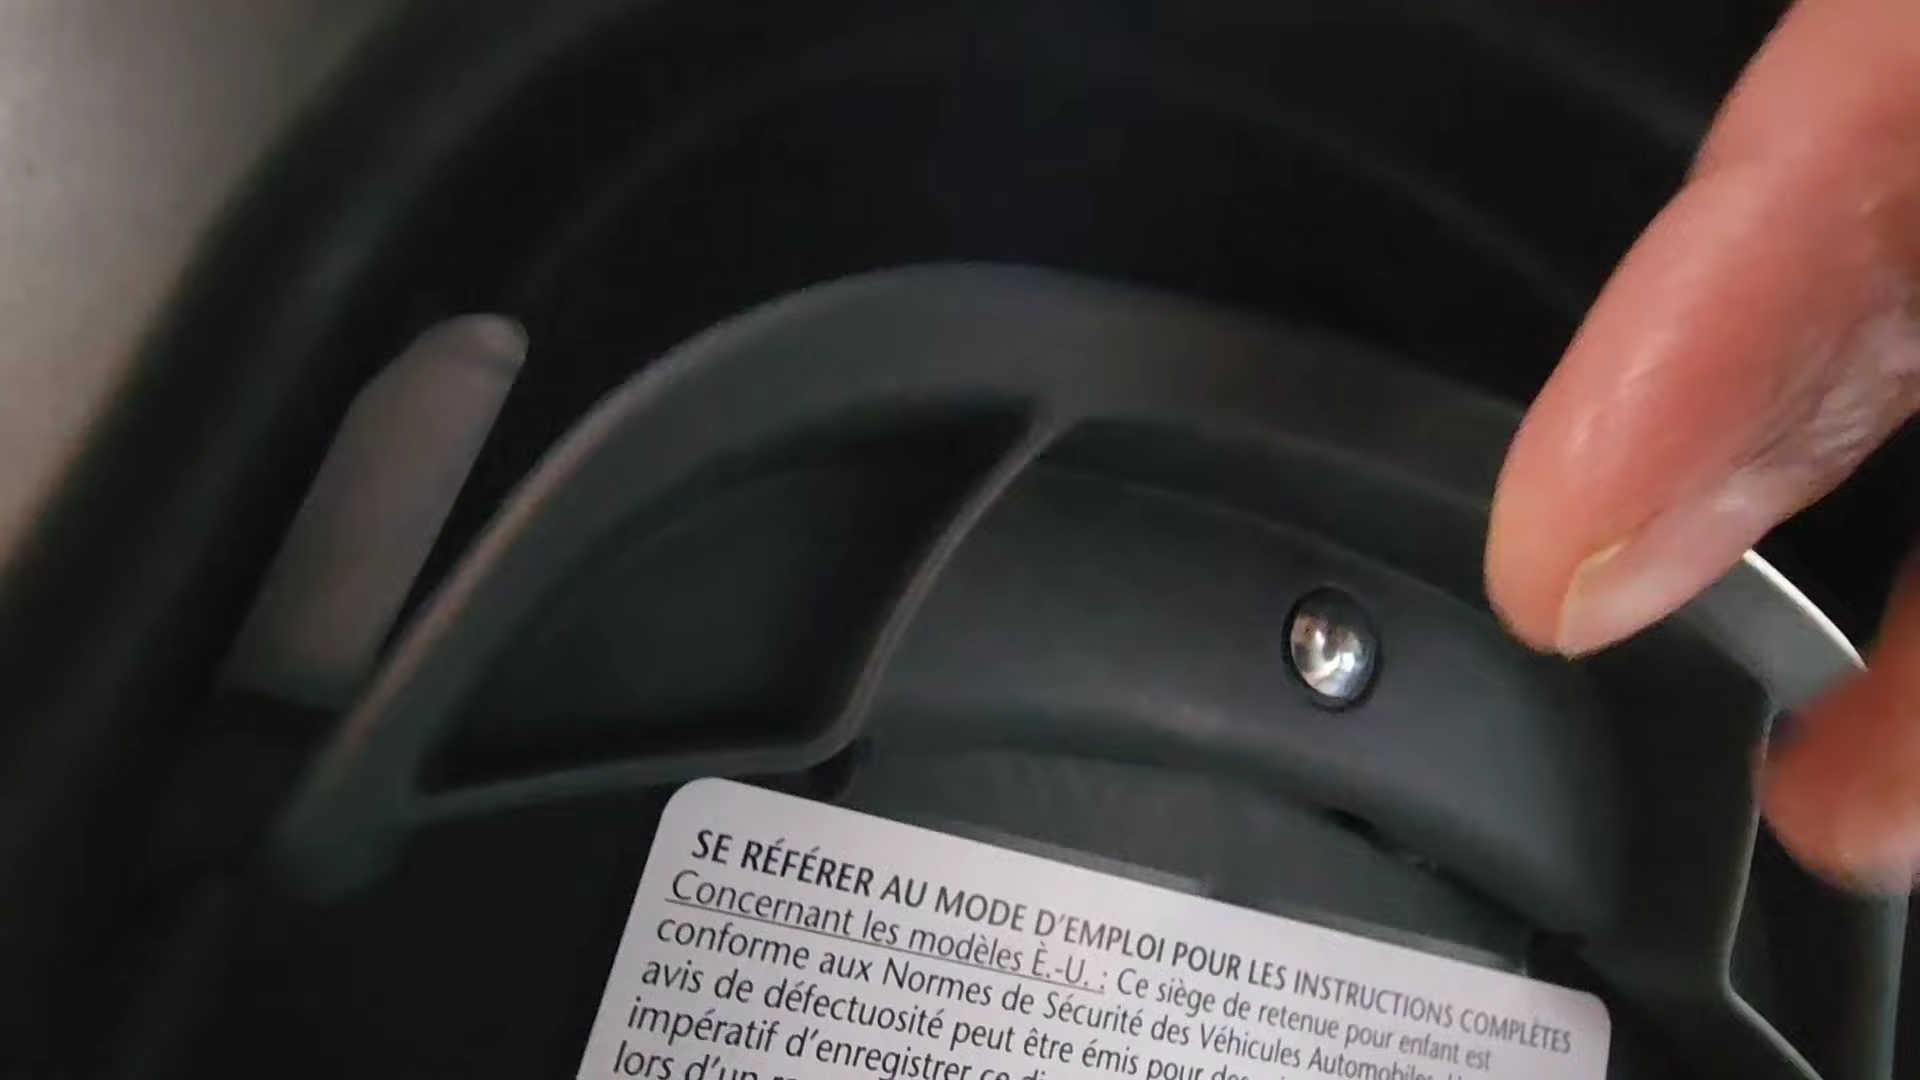 SE RÉFÉRER AU MODE D'EMPLOI POUR LES INSTRUCTIONS COMPLÈTES
Concernant les modèles È.-U. : Ce siège de retenue pour enfant est
conforme aux Normes de Sécurité des Véhicules Automobiles
avis de défectuosité peut être émis pour
impératif d'enregistrer ce
lors d'un